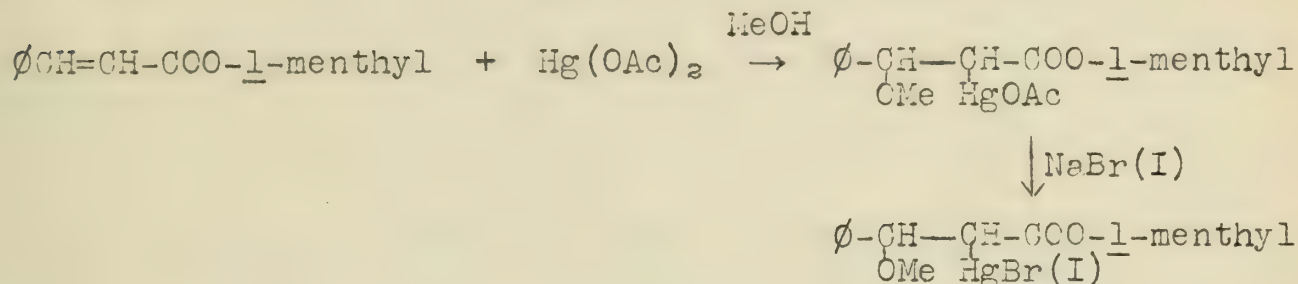 MeOH
ØCH=CH-COO-l-menthyl + Hg(OAc)₂ → Ø-CH—CH-COO-l-menthyl
OMe HgOAc
↓NaBr(I)
Ø-CH—CH-COO-l-menthyl
OMe HgBr(I)